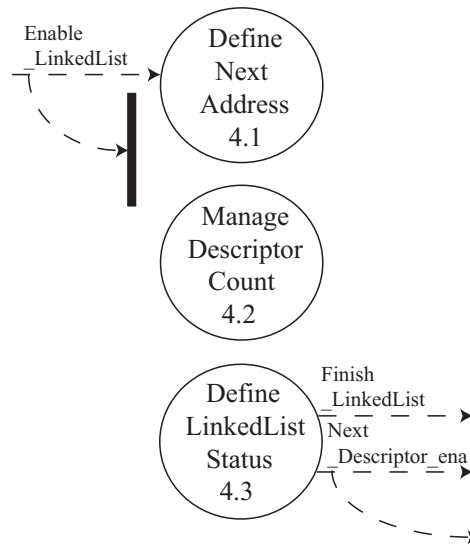 Enable
_LinkedList
Define
Next
Address
4.1
Manage
Descriptor
Count
4.2
Define
LinkedList
Status
4.3
Finish
_LinkedList
Next
_Descriptor_ena